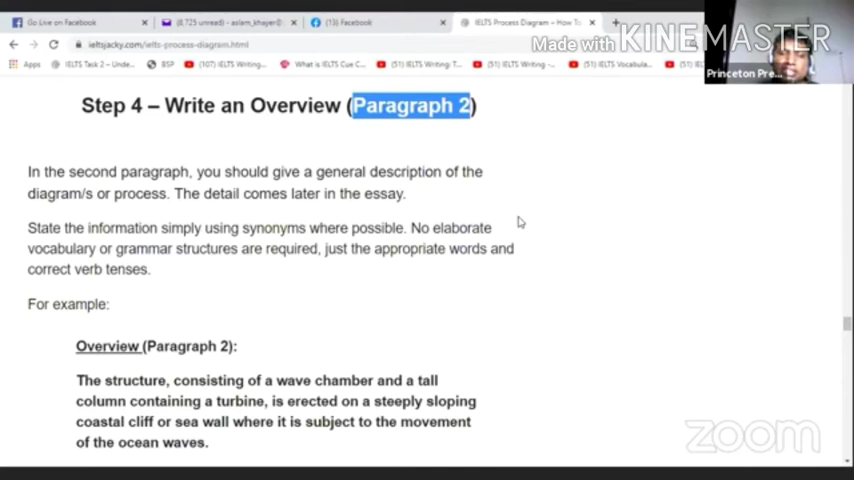 Go Live on Facebook
(8,725 unread) - aslam_khayer@
(13) Facebook
IELTS Process Diagram – How To
ieltsjacky.com/ielts-process-diagram.html
Made with KINEMASTER
Apps
IELTS Task 2 – Unde...
BSP
(107) IELTS Writing...
What is IELTS Cue C...
(51) IELTS Writing: T...
(51) IELTS Writing -...
(51) IELTS Vocabula...
Princeton Pre...
Step 4 – Write an Overview (Paragraph 2)
In the second paragraph, you should give a general description of the
diagram/s or process. The detail comes later in the essay.
State the information simply using synonyms where possible. No elaborate
vocabulary or grammar structures are required, just the appropriate words and
correct verb tenses.
For example:
Overview (Paragraph 2):
The structure, consisting of a wave chamber and a tall
column containing a turbine, is erected on a steeply sloping
coastal cliff or sea wall where it is subject to the movement
of the ocean waves.
zoom